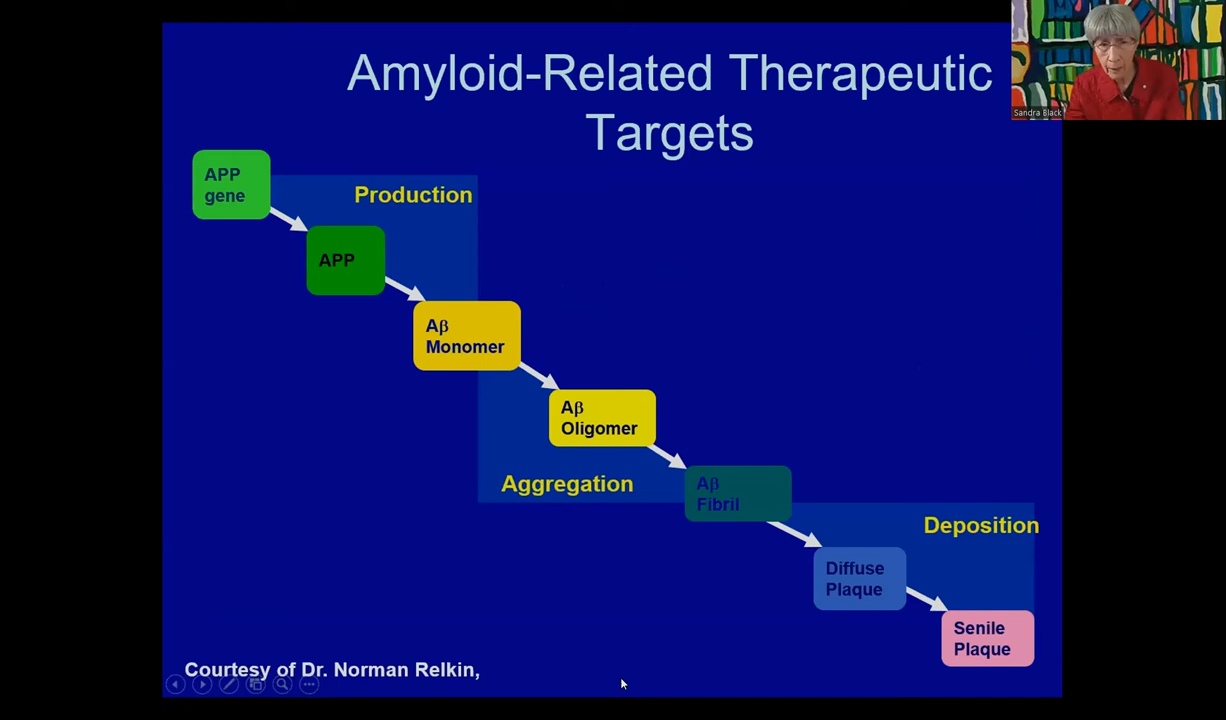 Amyloid-Related Therapeutic
Targets
Sandra Black
APP
gene
Production
APP
Aβ
Monomer
Aβ
Oligomer
Aggregation
Aβ
Fibril
Deposition
Diffuse
Plaque
Senile
Plaque
Courtesy of Dr. Norman Relkin,